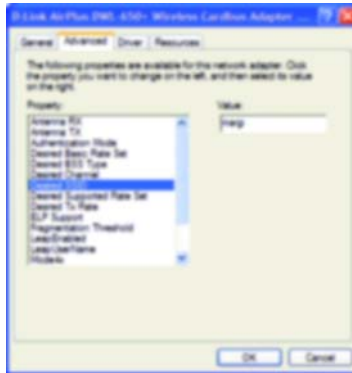 D-Link AirPlus DWL-650+ Wireless Cardbus Adapter ...
General
Advanced
Driver
Resources
The following properties are available for this network adapter. Click
the property you want to change on the left, and then select its value
on the right.
Property:
Value:
Antenna RX
Antenna TX
Authentication Mode
Desired Basic Rate Set
Desired BSS Type
Desired Channel
Desired SSID
Desired Supported Rate Set
Desired Tx Rate
ELP Support
Fragmentation Threshold
LeapEnabled
LeapUserName
Mode4x
OK
Cancel